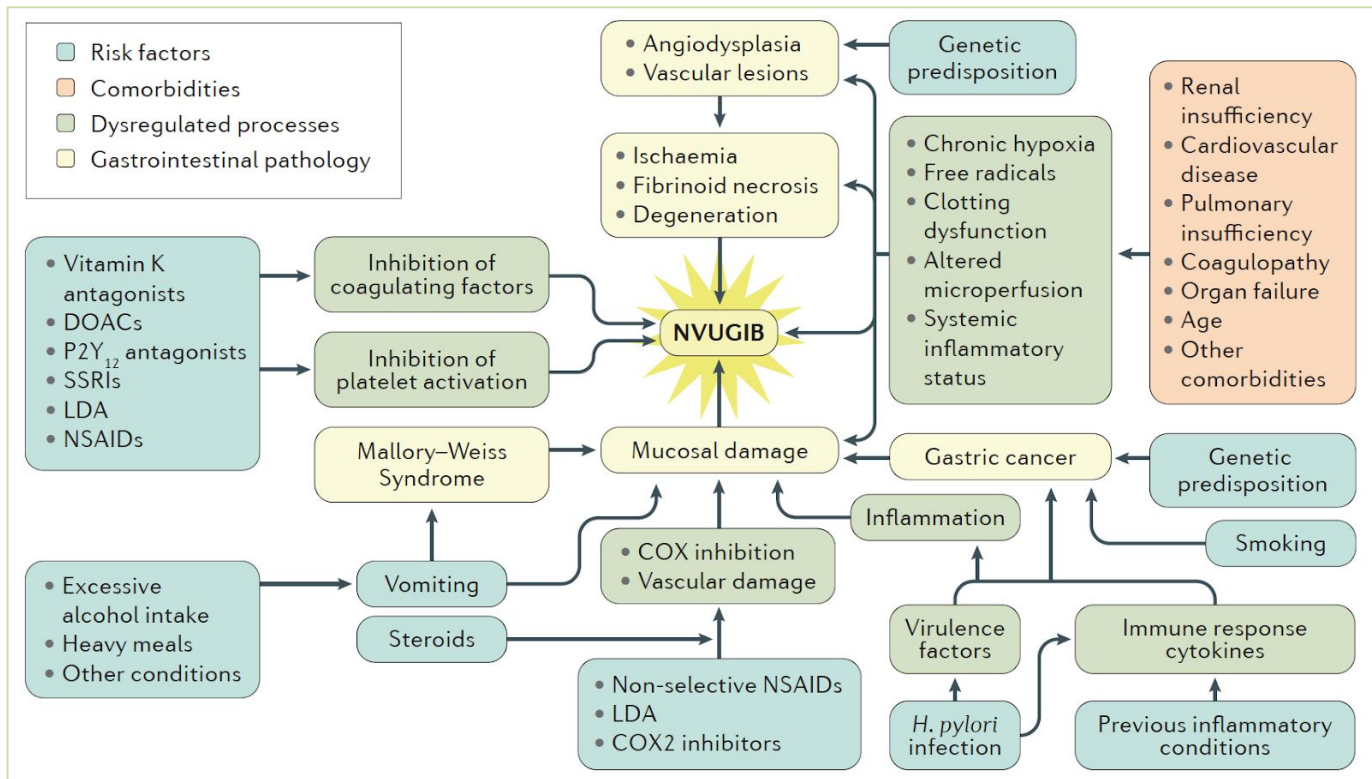 Risk factors
Comorbidities
Dysregulated processes
Gastrointestinal pathology
• Angiodysplasia
• Vascular lesions
Genetic
predisposition
• Ischaemia
• Fibrinoid necrosis
• Degeneration
• Chronic hypoxia
• Free radicals
• Clotting
dysfunction
• Altered
microperfusion
• Systemic
inflammatory
status
• Renal
insufficiency
• Cardiovascular
disease
• Pulmonary
insufficiency
• Coagulopathy
• Organ failure
• Age
• Other
comorbidities
• Vitamin K
antagonists
• DOACs
• P2Y₁₂ antagonists
• SSRIs
• LDA
• NSAIDs
Inhibition of
coagulating factors
Inhibition of
platelet activation
NVUGIB
Mallory–Weiss
Syndrome
Mucosal damage
Gastric cancer
Genetic
predisposition
Smoking
Inflammation
• COX inhibition
• Vascular damage
• Excessive
alcohol intake
• Heavy meals
• Other conditions
Vomiting
Steroids
Virulence
factors
Immune response
cytokines
• Non-selective NSAIDs
• LDA
• COX2 inhibitors
H. pylori
infection
Previous inflammatory
conditions